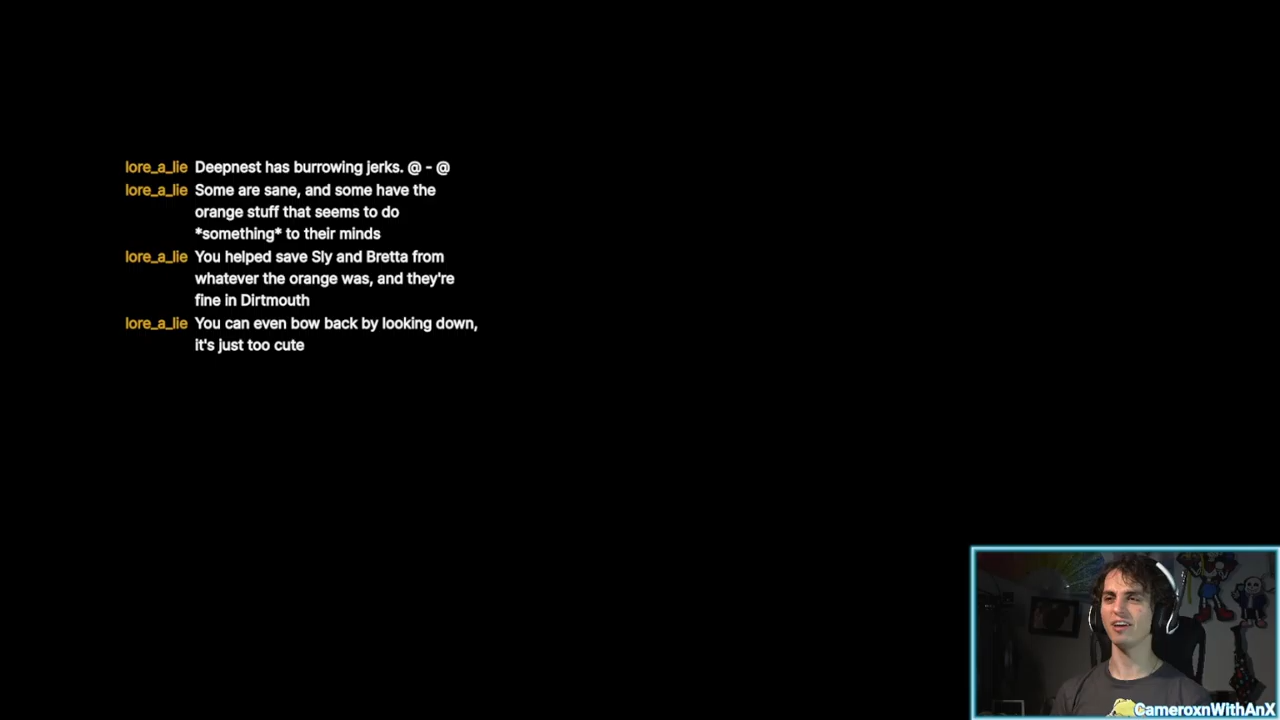 lore_a_lie Deepnest has burrowing jerks. @ - @
lore_a_lie Some are sane, and some have the
orange stuff that seems to do
*something* to their minds
lore_a_lie You helped save Sly and Bretta from
whatever the orange was, and they're
fine in Dirtmouth
lore_a_lie You can even bow back by looking down,
it's just too cute
CameroxnWithAnX